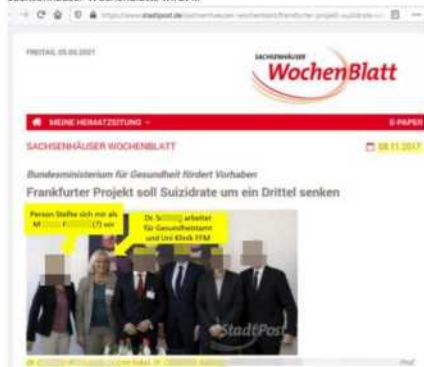 FREITAG, 05.03.2021
SACHSENHÄUSER
WochenBlatt
MEINE HEIMATZEITUNG
E-PAPER
SACHSENHÄUSER WOCHENBLATT
08.11.2017
Bundesministerium für Gesundheit fördert Vorhaben
Frankfurter Projekt soll Suizidrate um ein Drittel senken
Person Stellte sich mir als
M F (?) vor
Dr. S arbeitet
für Gesundheitsamt
und Uni Klinik FFM
StadtPost
Prof.